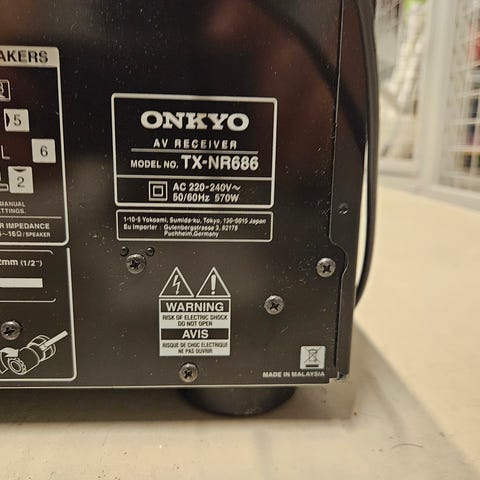 AKERS
5
L 6
2
MANUAL
ETTINGS.
R IMPEDANCE
~16Ω / SPEAKER
mm (1/2")
ONKYO
AV RECEIVER
MODEL NO. TX-NR686
AC 220-240V~
50/60Hz 570W
1-10-5 Yokoami, Sumida-ku, Tokyo, 130-0015 Japan
Eu importer : Gutenbergstrasse 3, 82178
Puchheim, Germany
WARNING
RISK OF ELECTRIC SHOCK
DO NOT OPEN
AVIS
RISQUE DE CHOC ELECTRIQUE
NE PAS OUVRIR
MADE IN MALAYSIA